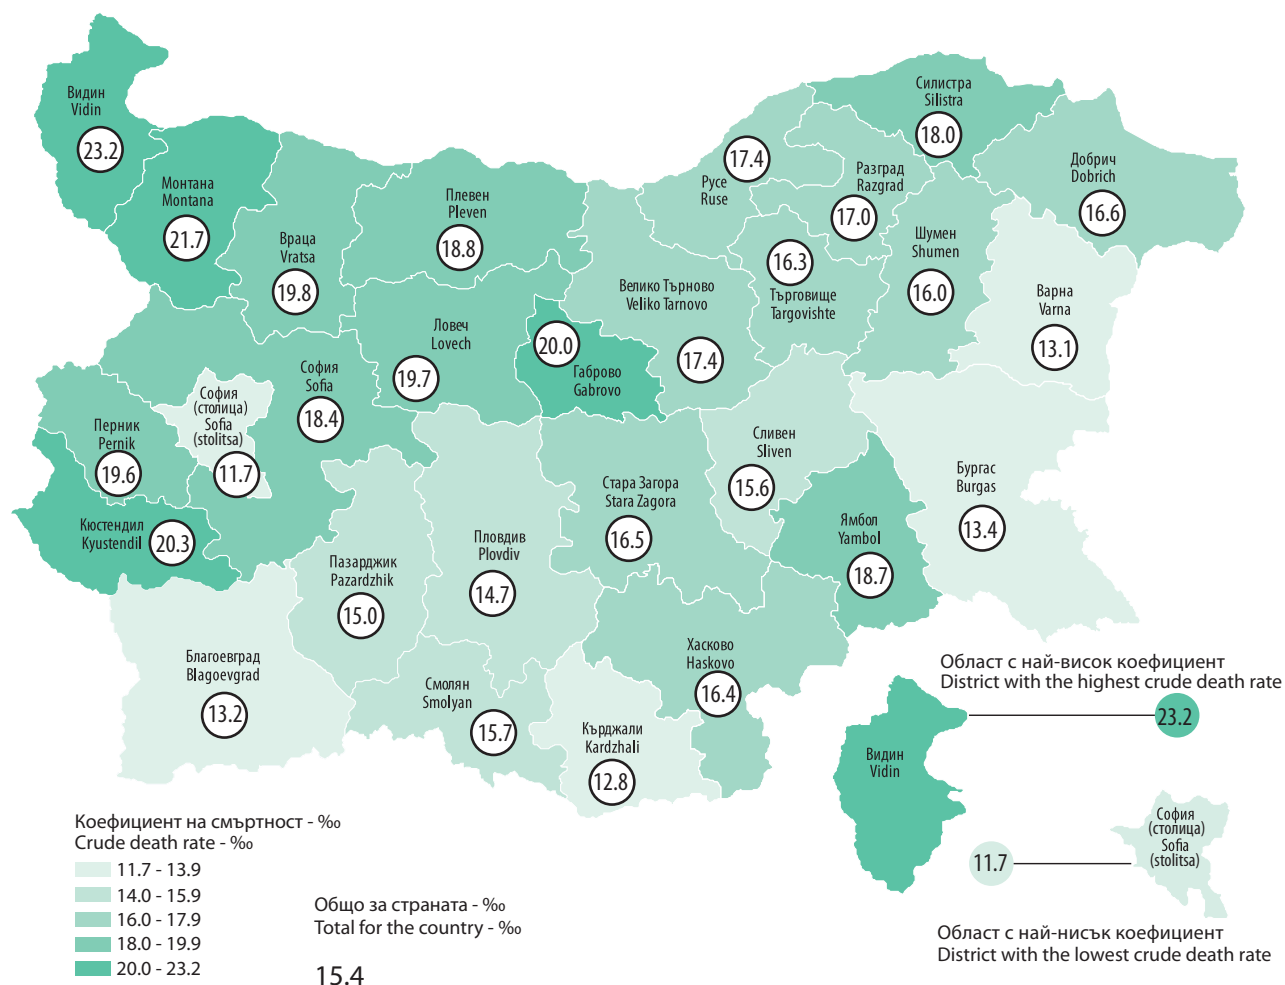 Видин
Vidin
23.2
Монтана
Montana
21.7
Враца
Vratsa
19.8
Плевен
Pleven
18.8
Ловеч
Lovech
19.7
20.0
Габрово
Gabrovo
Велико Търново
Veliko Tarnovo
17.4
17.4
Русе
Ruse
Разград
Razgrad
17.0
Силистра
Silistra
18.0
Добрич
Dobrich
16.6
16.3
Търговище
Targovishte
Шумен
Shumen
16.0
Варна
Varna
13.1
София
Sofia
18.4
София
(столица)
Sofia
(stolitsa)
11.7
Перник
Pernik
19.6
Кюстендил
Kyustendil
20.3
Благоевград
Blagoevgrad
13.2
Пазарджик
Pazardzhik
15.0
Пловдив
Plovdiv
14.7
Смолян
Smolyan
15.7
Стара Загора
Stara Zagora
16.5
Сливен
Sliven
15.6
Ямбол
Yambol
18.7
Бургас
Burgas
13.4
Хасково
Haskovo
16.4
Кърджали
Kardzhali
12.8
Област с най-висок коефициент
District with the highest crude death rate
23.2
Видин
Vidin
София
(столица)
Sofia
(stolitsa)
11.7
Област с най-нисък коефициент
District with the lowest crude death rate
Коефициент на смъртност - ‰
Crude death rate - ‰
11.7 - 13.9
14.0 - 15.9
16.0 - 17.9
18.0 - 19.9
20.0 - 23.2
Общо за страната - ‰
Total for the country - ‰
15.4